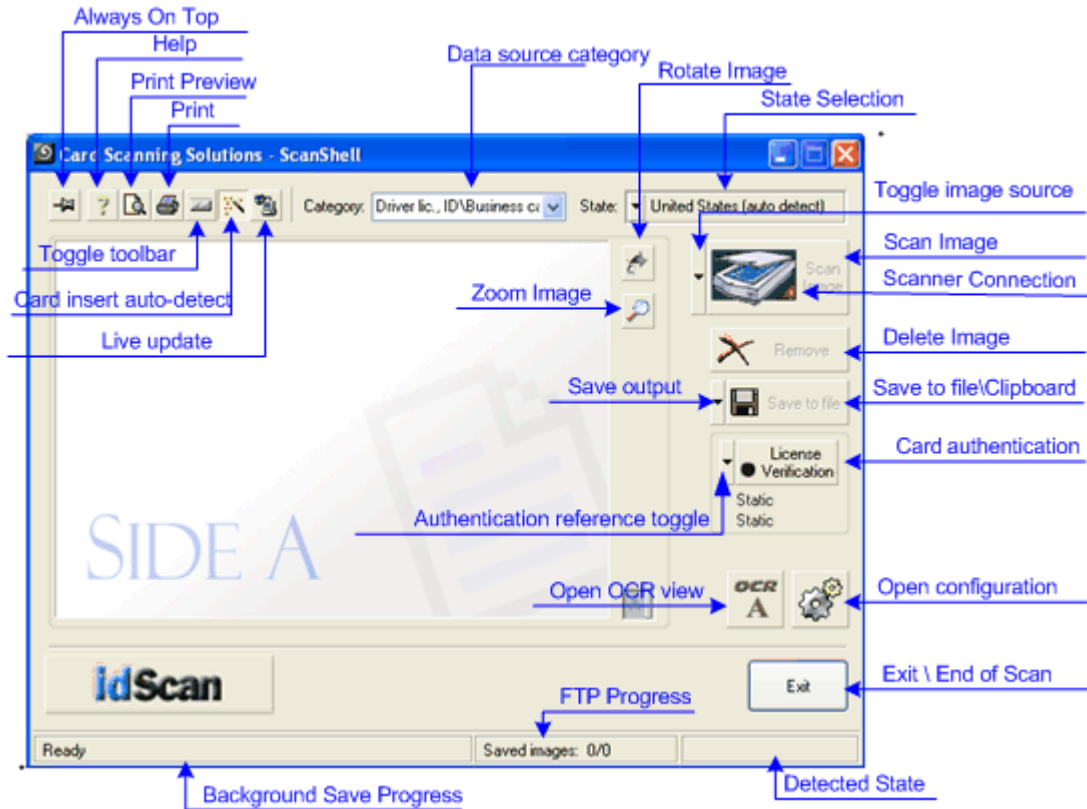 Always On Top
Help
Print Preview
Print
Data source category
Rotate Image
State Selection
Card Scanning Solutions - ScanShell
Category: Driver lic., ID\Business ca State: United States (auto detect)
Toggle image source
Toggle toolbar
Card insert auto-detect
Live update
Zoom Image
Scan Image
Scan Image
Scanner Connection
Remove
Delete Image
Save output
Save to file
Save to file\Clipboard
License Verification
Card authentication
Static
Static
Authentication reference toggle
SIDE A
Open OCR view
OCR
A
Open configuration
idScan
Exit
Exit \ End of Scan
FTP Progress
Ready
Saved images: 0/0
Background Save Progress
Detected State